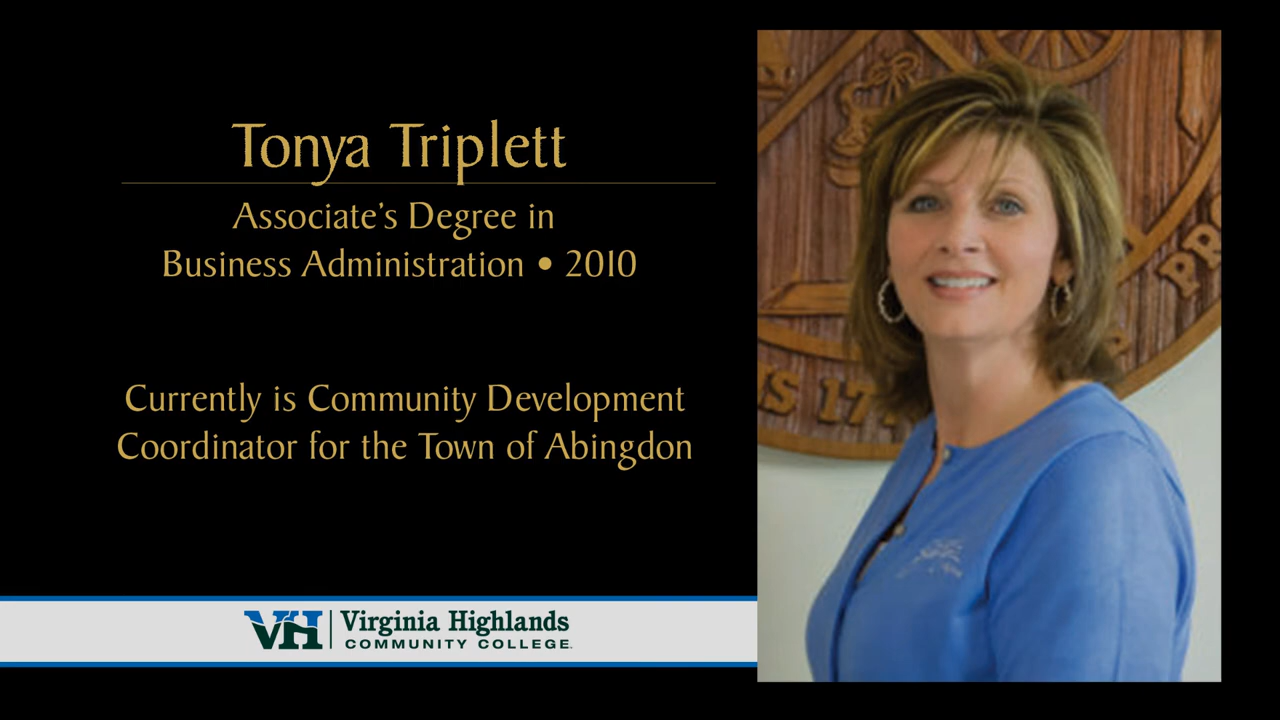 Tonya Triplett
Associate's Degree in
Business Administration • 2010
Currently is Community Development
Coordinator for the Town of Abingdon
VH Virginia Highlands
COMMUNITY COLLEGE
PR